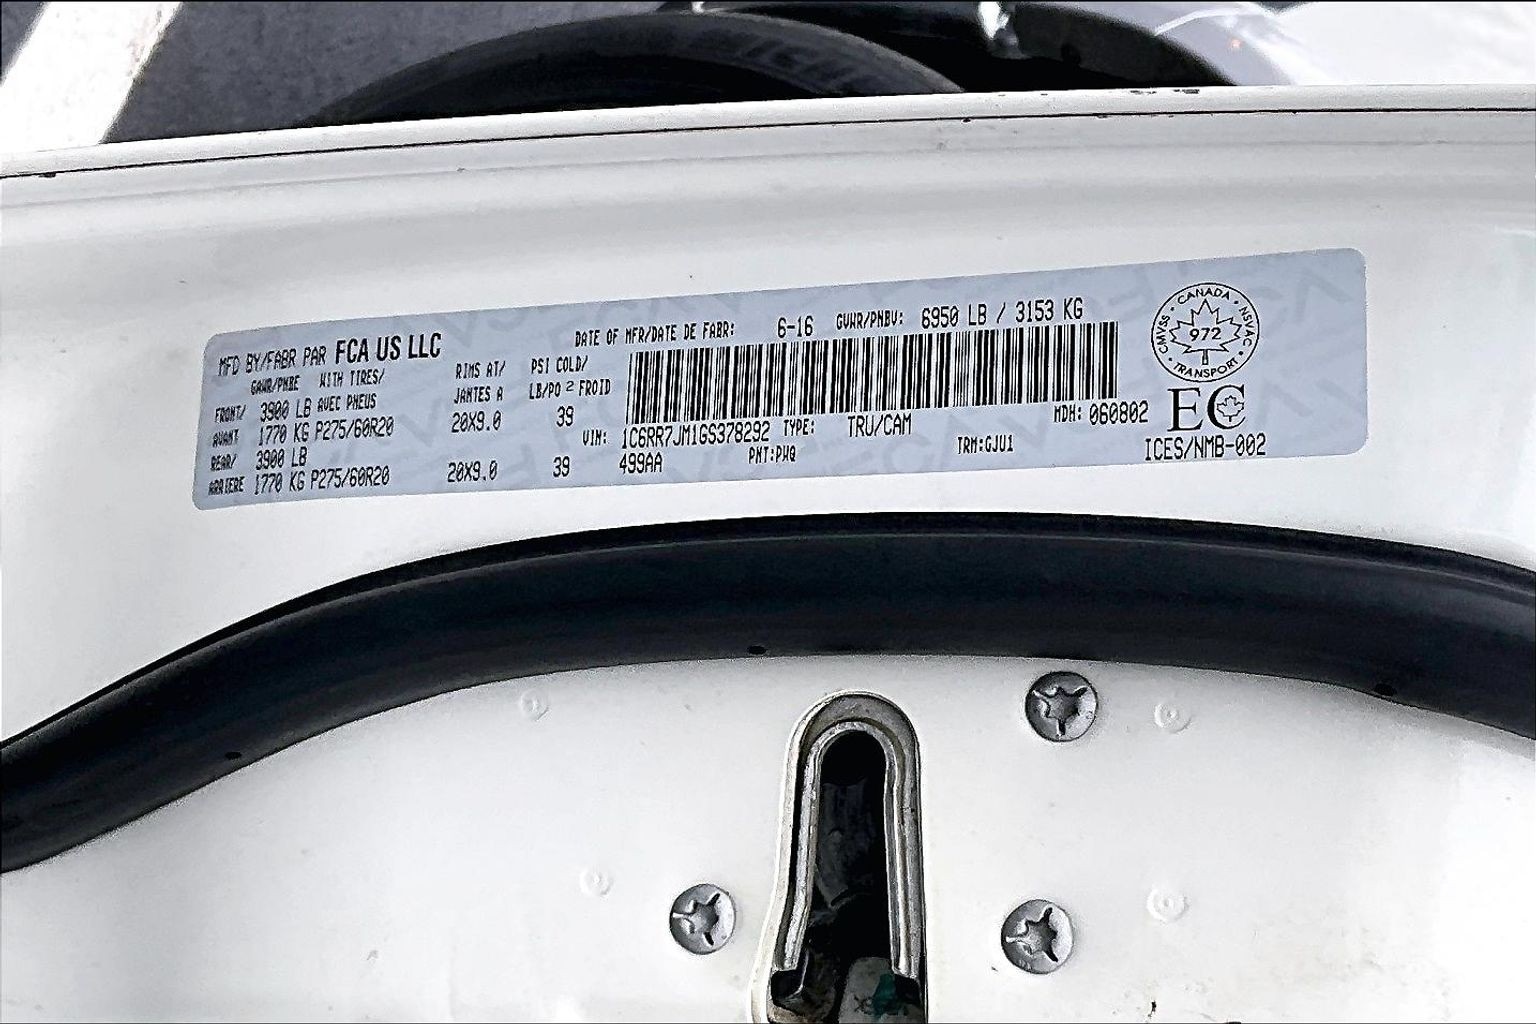 MFD BY/FABR PAR FCA US LLC
DATE OF MFR/DATE DE FABR: 6-16 GVWR/PNBV: 6950 LB / 3153 KG
GAWR/PNBE WITH TIRES/ RIMS AT/ PSI COLD/
AVEC PNEUS JANTES A LB/PO 2 FROID
FRONT/ 3900 LB
AVANT 1770 KG P275/60R20 20X9.0 39
REAR/ 3900 LB
ARRIERE 1770 KG P275/60R20 20X9.0 39
VIN: 1C6RR7JM1GS378292 TYPE: TRU/CAM MDH: 060802
499AA PNT:PWQ TRM:GJU1
CANADA
CMVSS NSVAC
972
TRANSPORT
EC
ICES/NMB-002